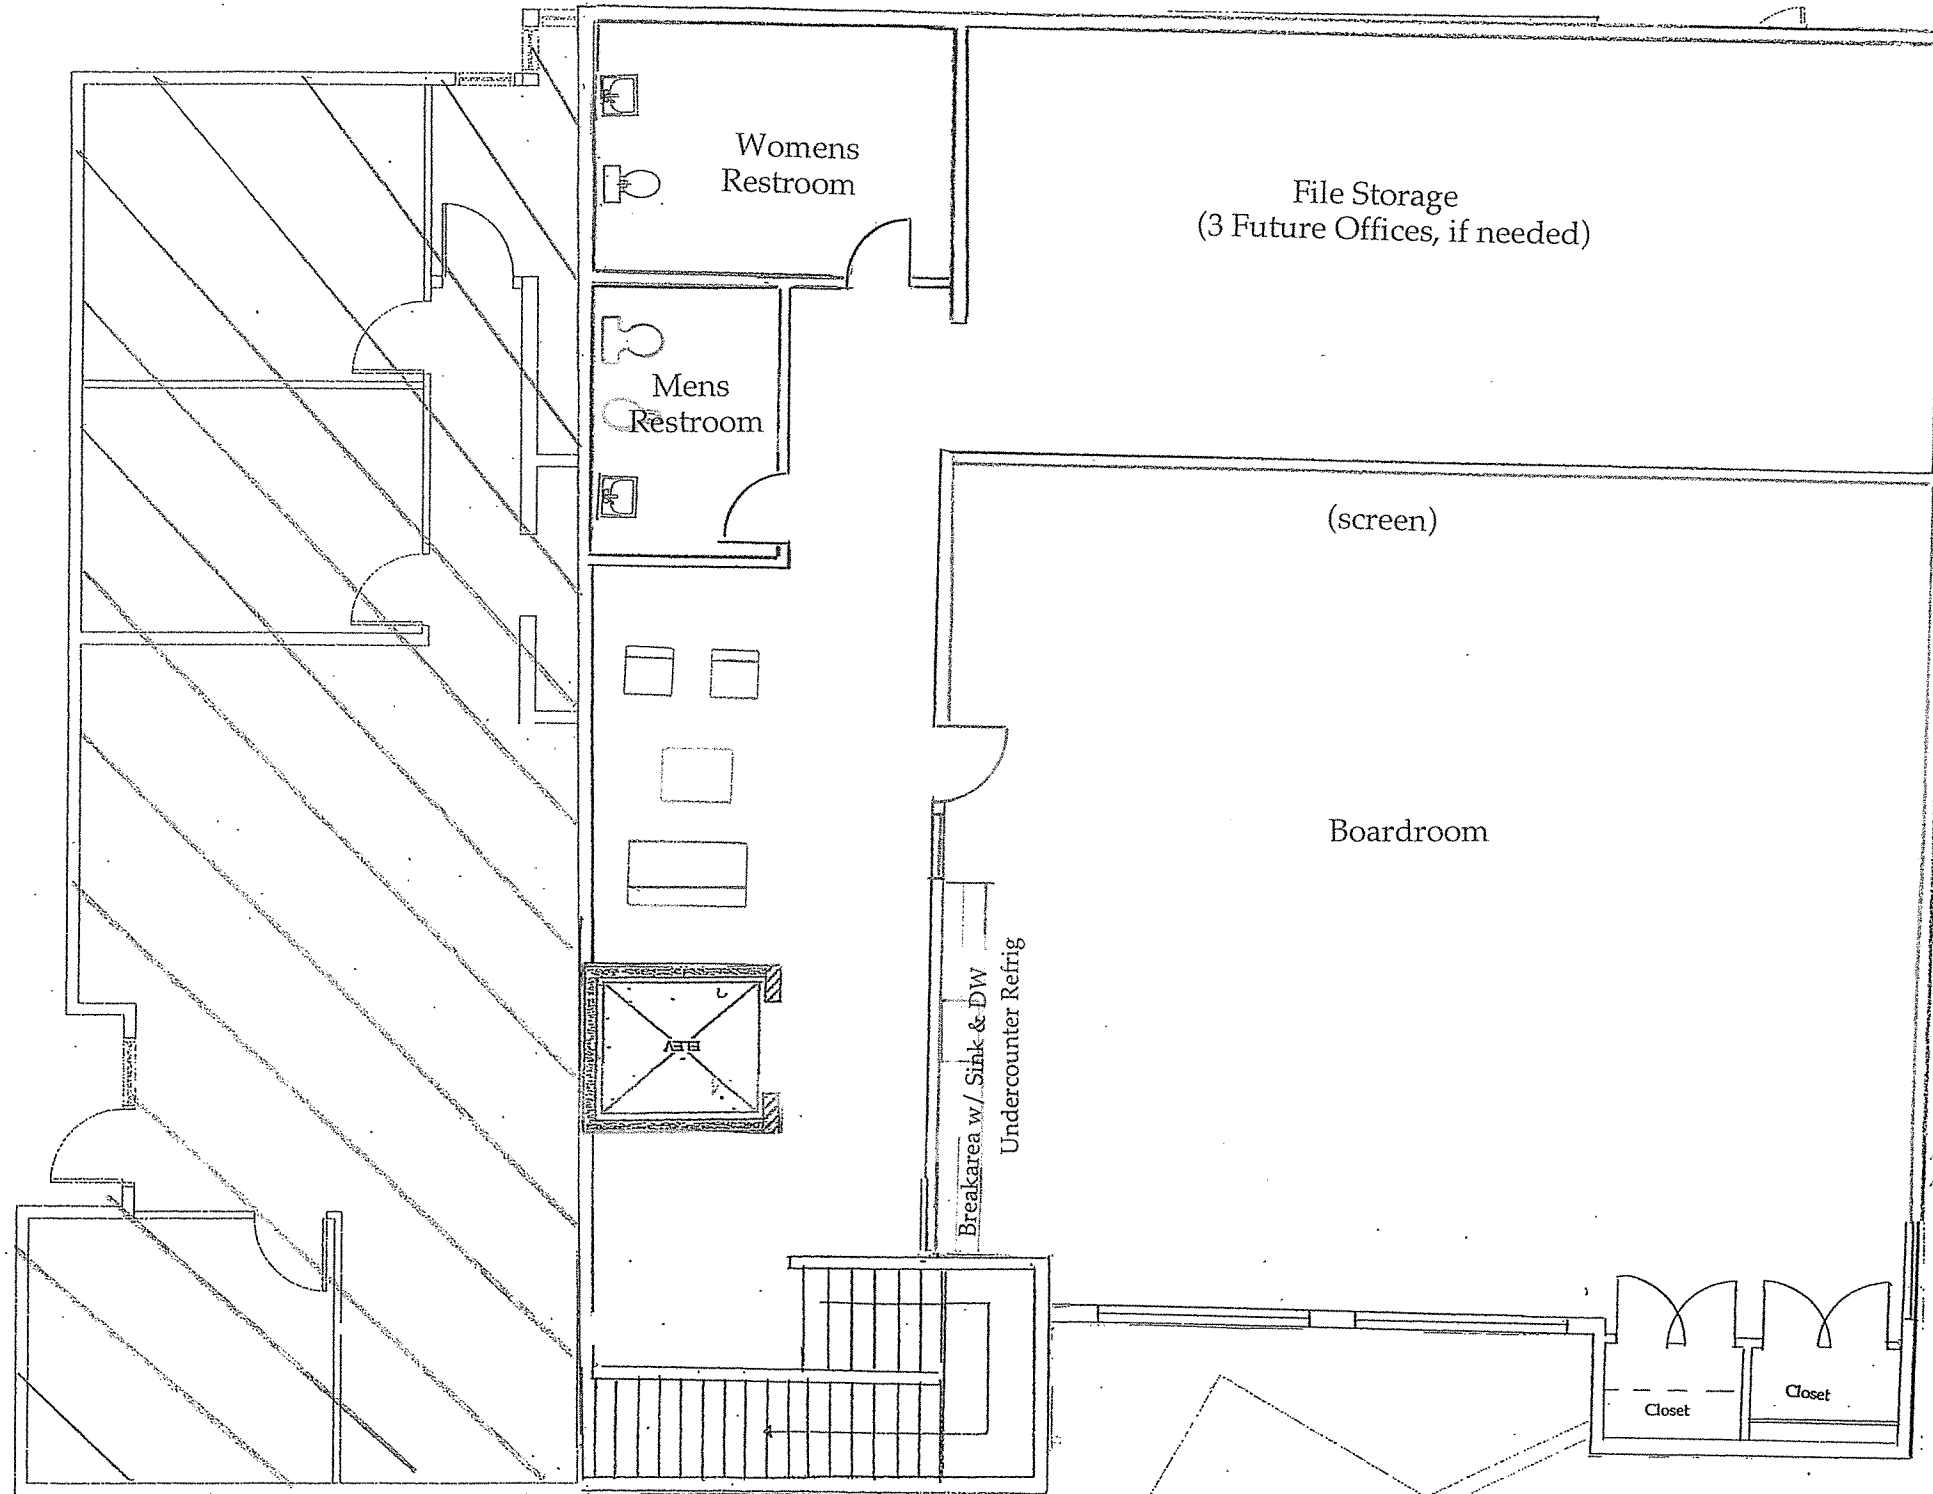 Womens
Restroom
File Storage
(3 Future Offices, if needed)
Mens
Restroom
(screen)
Boardroom
Breakarea w/ Sink & DW
Undercounter Refrig
ELEV
Closet
Closet